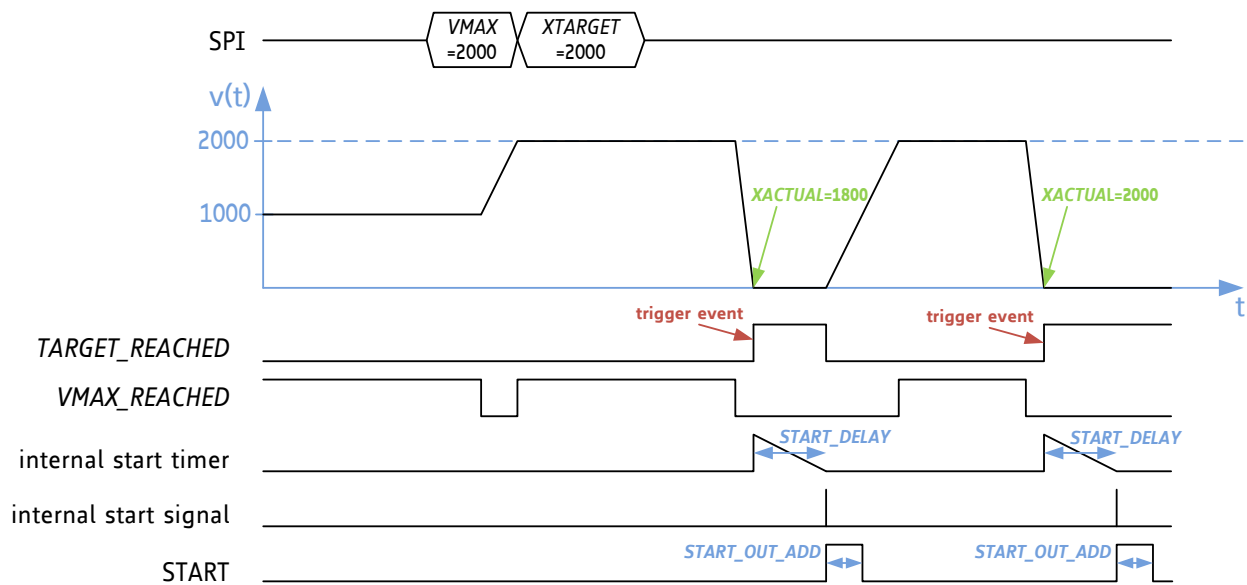 SPI
VMAX
=2000
XTARGET
=2000
v(t)
2000
1000
XACTUAL=1800
XACTUAL=2000
t
trigger event
trigger event
TARGET_REACHED
VMAX_REACHED
START_DELAY
START_DELAY
internal start timer
internal start signal
START_OUT_ADD
START_OUT_ADD
START